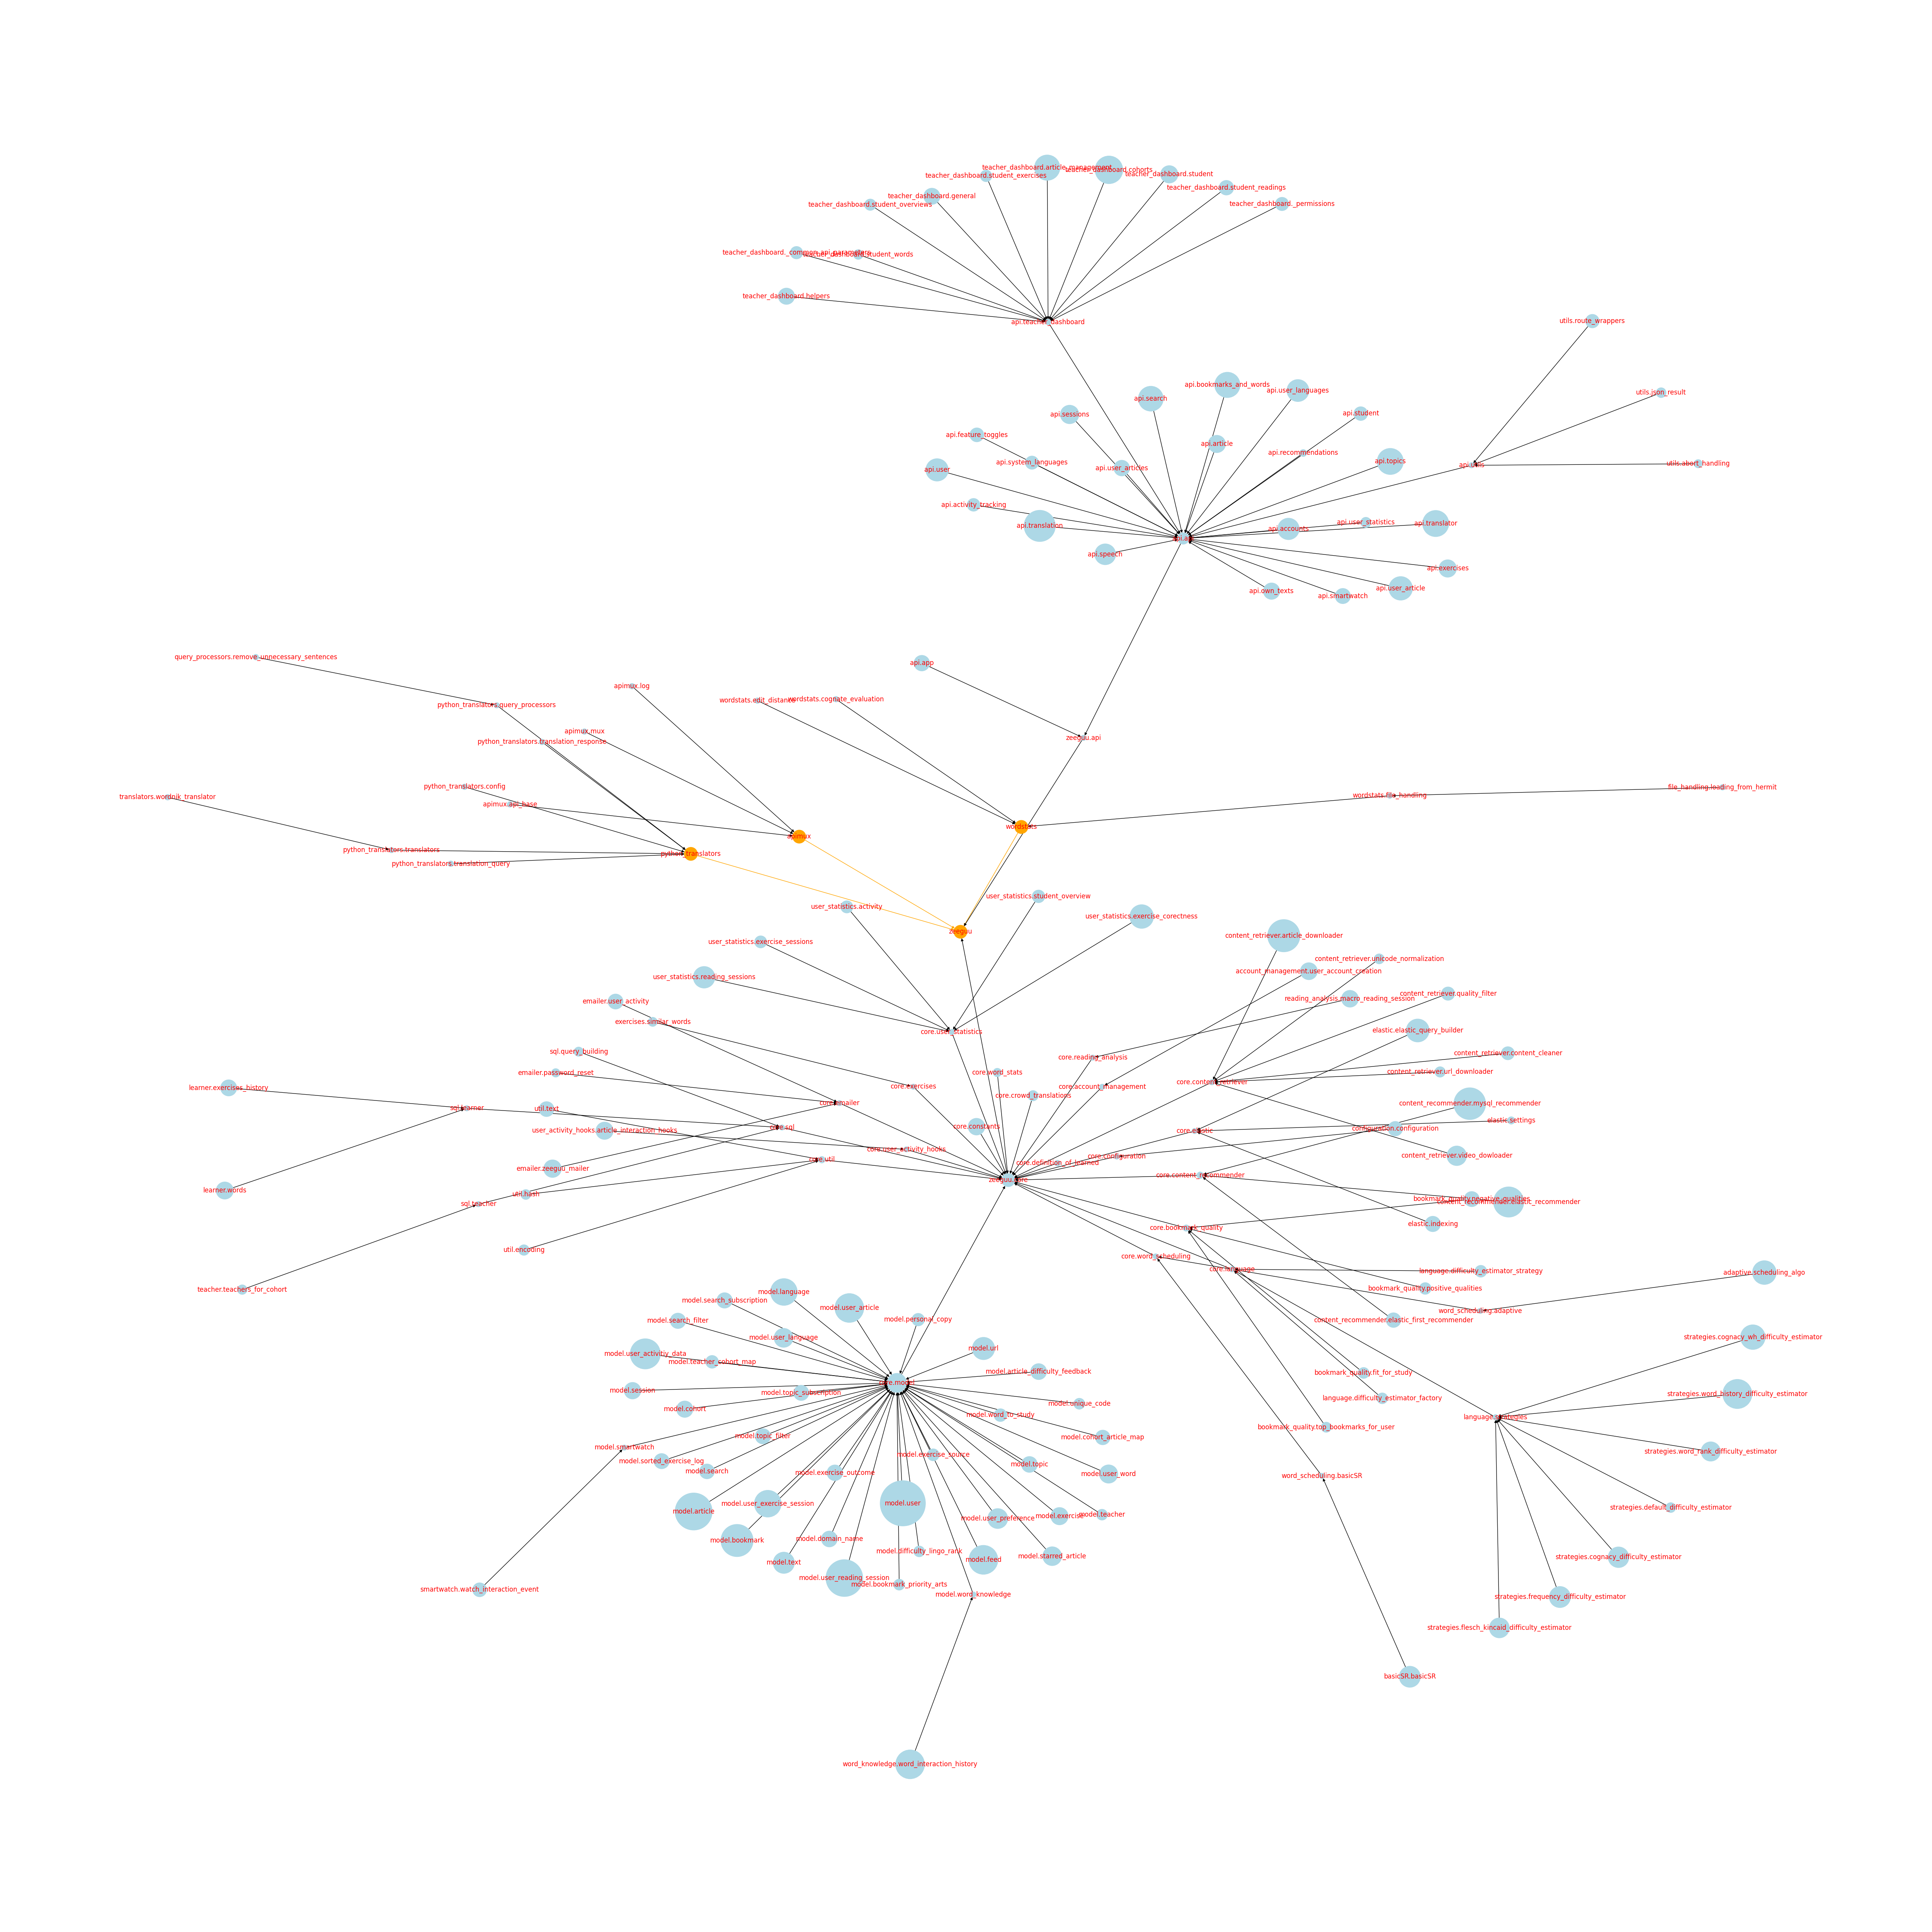 teacher_dashboard.article_management
teacher_dashboard.cohorts
teacher_dashboard.student_exercises
teacher_dashboard.student
teacher_dashboard.student_readings
teacher_dashboard.general
teacher_dashboard.student_overviews
teacher_dashboard._permissions
teacher_dashboard._common_api_parameters
teacher_dashboard.student_words
teacher_dashboard.helpers
api.teacher_dashboard
utils.route_wrappers
utils.json_result
api.bookmarks_and_words
api.user_languages
api.search
api.sessions
api.student
api.feature_toggles
api.article
api.recommendations
api.system_languages
api.user_articles
api.topics
api.utils
utils.abort_handling
api.user
api.activity_tracking
api.translation
api.accounts
api.user_statistics
api.translator
api.api
api.speech
api.exercises
api.own_texts
api.smartwatch
api.user_article
query_processors.remove_unnecessary_sentences
api.app
apimux.log
wordstats.edit_distance
wordstats.cognate_evaluation
python_translators.query_processors
apimux.mux
python_translators.translation_response
zeeguu.api
python_translators.config
file_handling.loading_from_hermit
translators.wordnik_translator
wordstats.file_handling
apimux.api_base
wordstats
apimux
python_translators.translators
python_translators
python_translators.translation_query
user_statistics.student_overview
user_statistics.activity
user_statistics.exercise_corectness
zeeguu
content_retriever.article_downloader
user_statistics.exercise_sessions
content_retriever.unicode_normalization
account_management.user_account_creation
user_statistics.reading_sessions
content_retriever.quality_filter
reading_analysis.macro_reading_session
emailer.user_activity
exercises.similar_words
core.user_statistics
elastic.elastic_query_builder
sql.query_building
content_retriever.content_cleaner
core.reading_analysis
emailer.password_reset
core.word_stats
content_retriever.url_downloader
core.content_retriever
learner.exercises_history
core.exercises
core.account_management
core.crowd_translations
core.emailer
content_recommender.mysql_recommender
sql.learner
util.text
elastic.settings
core.constants
core.sql
user_activity_hooks.article_interaction_hooks
core.elastic
configuration.configuration
core.user_activity_hooks
core.configuration
content_retriever.video_dowloader
core.util
core.definition_of_learned
emailer.zeeguu_mailer
core.content_recommender
zeeguu.core
learner.words
util.hash
bookmark_quality.negative_qualities
content_recommender.elastic_recommender
sql.teacher
elastic.indexing
core.bookmark_quality
util.encoding
core.word_scheduling
core.language
language.difficulty_estimator_strategy
adaptive.scheduling_algo
teacher.teachers_for_cohort
bookmark_quality.positive_qualities
model.language
model.search_subscription
model.user_article
word_scheduling.adaptive
model.search_filter
model.personal_copy
content_recommender.elastic_first_recommender
model.user_language
strategies.cognacy_wh_difficulty_estimator
model.url
model.user_activitiy_data
model.teacher_cohort_map
model.article_difficulty_feedback
bookmark_quality.fit_for_study
core.model
model.session
model.topic_subscription
strategies.word_history_difficulty_estimator
language.difficulty_estimator_factory
model.unique_code
model.cohort
model.word_to_study
language.strategies
bookmark_quality.top_bookmarks_for_user
model.topic_filter
model.cohort_article_map
model.smartwatch
strategies.word_rank_difficulty_estimator
model.exercise_source
model.sorted_exercise_log
model.topic
model.search
model.exercise_outcome
model.user_word
word_scheduling.basicSR
model.user_exercise_session
model.user
strategies.default_difficulty_estimator
model.article
model.teacher
model.exercise
model.user_preference
model.domain_name
model.bookmark
model.difficulty_lingo_rank
model.starred_article
strategies.cognacy_difficulty_estimator
model.feed
model.text
model.user_reading_session
model.bookmark_priority_arts
smartwatch.watch_interaction_event
model.word_knowledge
strategies.frequency_difficulty_estimator
strategies.flesch_kincaid_difficulty_estimator
basicSR.basicSR
word_knowledge.word_interaction_history